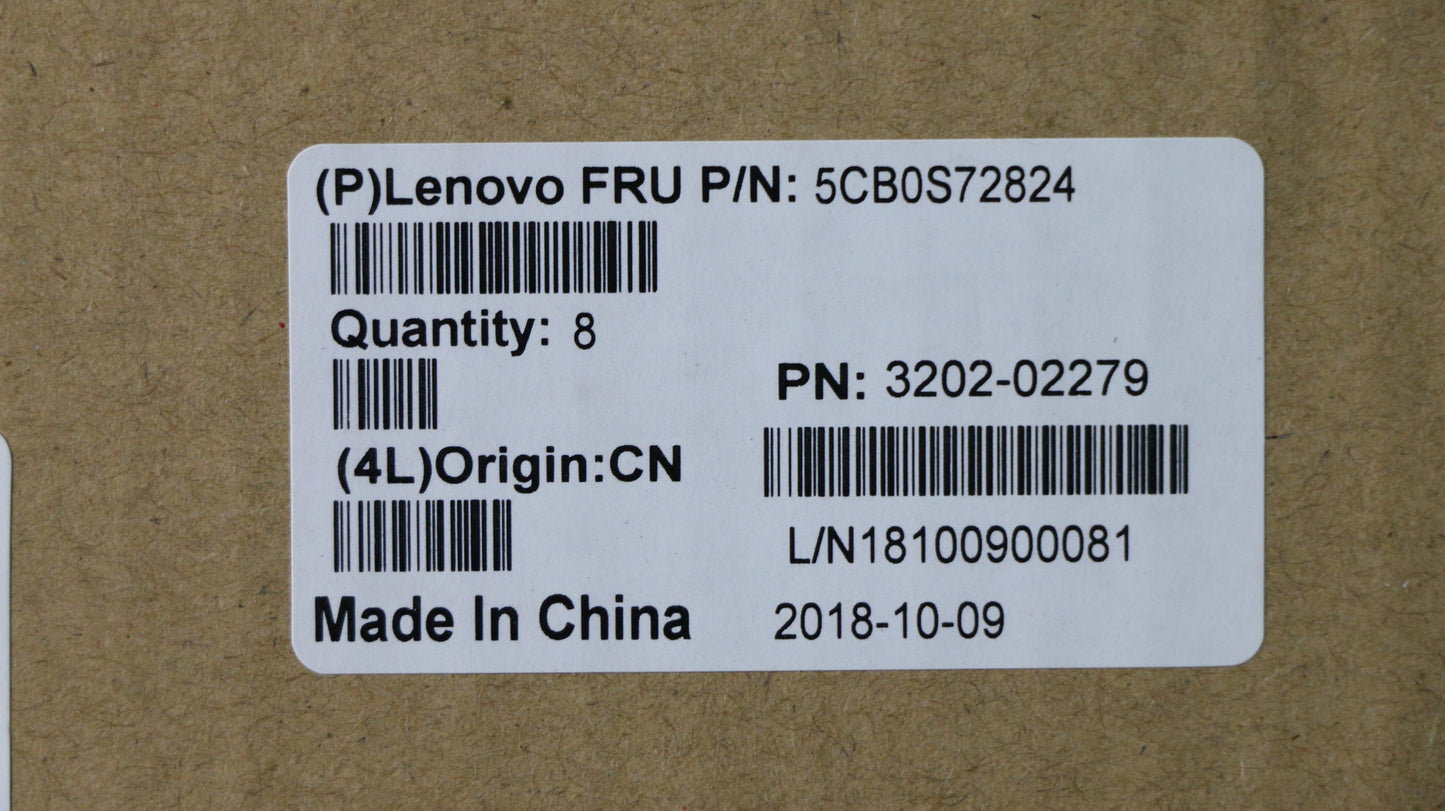 (P)Lenovo FRU P/N: 5CB0S72824
Quantity: 8
PN: 3202-02279
(4L)Origin:CN
L/N18100900081
Made In China
2018-10-09